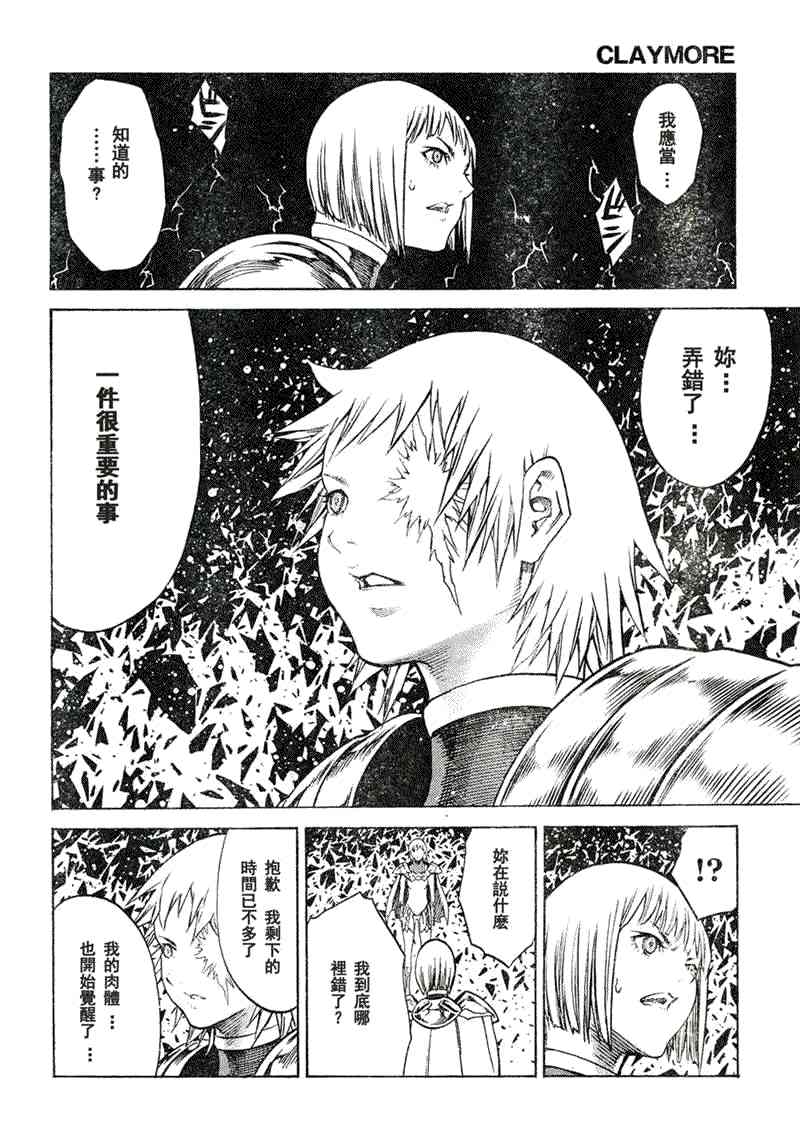 CLAYMORE
我應當…
知道的
……事?
妳…
弄錯了…
一件很重要的事
!?
妳在説什麽
我到底哪
裡錯了?
抱歉 我剩下的
時間已不多了
我的肉體…
也開始覺醒了…